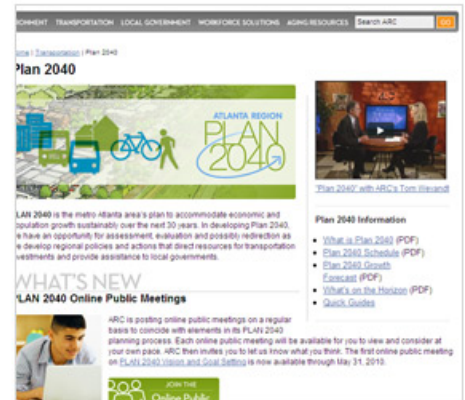 RONMENT TRANSPORTATION LOCAL GOVERNMENT WORKFORCE SOLUTIONS AGING RESOURCES Search ARC GO
ome | Transportation | Plan 2040
Plan 2040
ATLANTA REGION
PLAN
2040
"Plan 2040" with ARC's Tom Weyandt
LAN 2040 is the metro Atlanta area's plan to accommodate economic and
opulation growth sustainably over the next 30 years. In developing Plan 2040,
e have an opportunity for assessment, evaluation and possibly redirection as
e develop regional policies and actions that direct resources for transportation
vestments and provide assistance to local governments.
Plan 2040 Information
What is Plan 2040 (PDF)
Plan 2040 Schedule (PDF)
Plan 2040 Growth
Forecast (PDF)
What's on the Horizon (PDF)
Quick Guides
WHAT'S NEW
PLAN 2040 Online Public Meetings
ARC is posting online public meetings on a regular
basis to coincide with elements in its PLAN 2040
planning process. Each online public meeting will be available for you to view and consider at
your own pace. ARC then invites you to let us know what you think. The first online public meeting
on PLAN 2040 Vision and Goal Setting is now available through May 31, 2010.
JOIN THE
Online Public